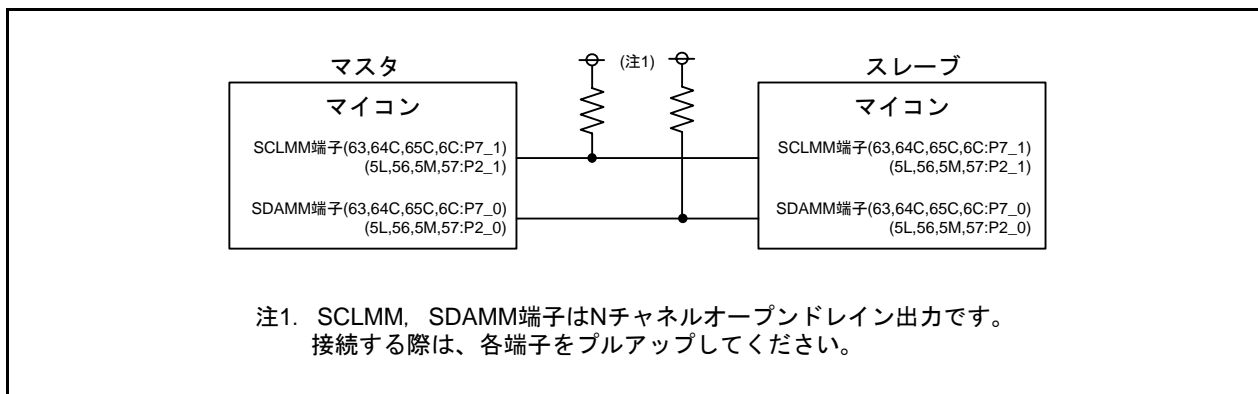 マスタ
マイコン
SCLMM端子(63,64C,65C,6C:P7_1)
(5L,56,5M,57:P2_1)
SDAMM端子(63,64C,65C,6C:P7_0)
(5L,56,5M,57:P2_0)
(注1)
スレーブ
マイコン
SCLMM端子(63,64C,65C,6C:P7_1)
(5L,56,5M,57:P2_1)
SDAMM端子(63,64C,65C,6C:P7_0)
(5L,56,5M,57:P2_0)
注1. SCLMM, SDAMM端子はNチャネルオープンドレイン出力です。
接続する際は、各端子をプルアップしてください。